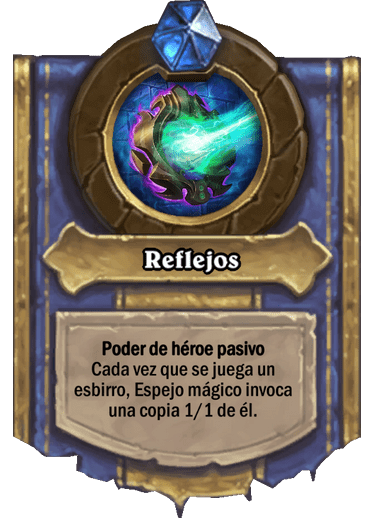 Reflejos
Poder de héroe pasivo
Cada vez que se juega un
esbirro, Espejo mágico invoca
una copia 1/1 de él.